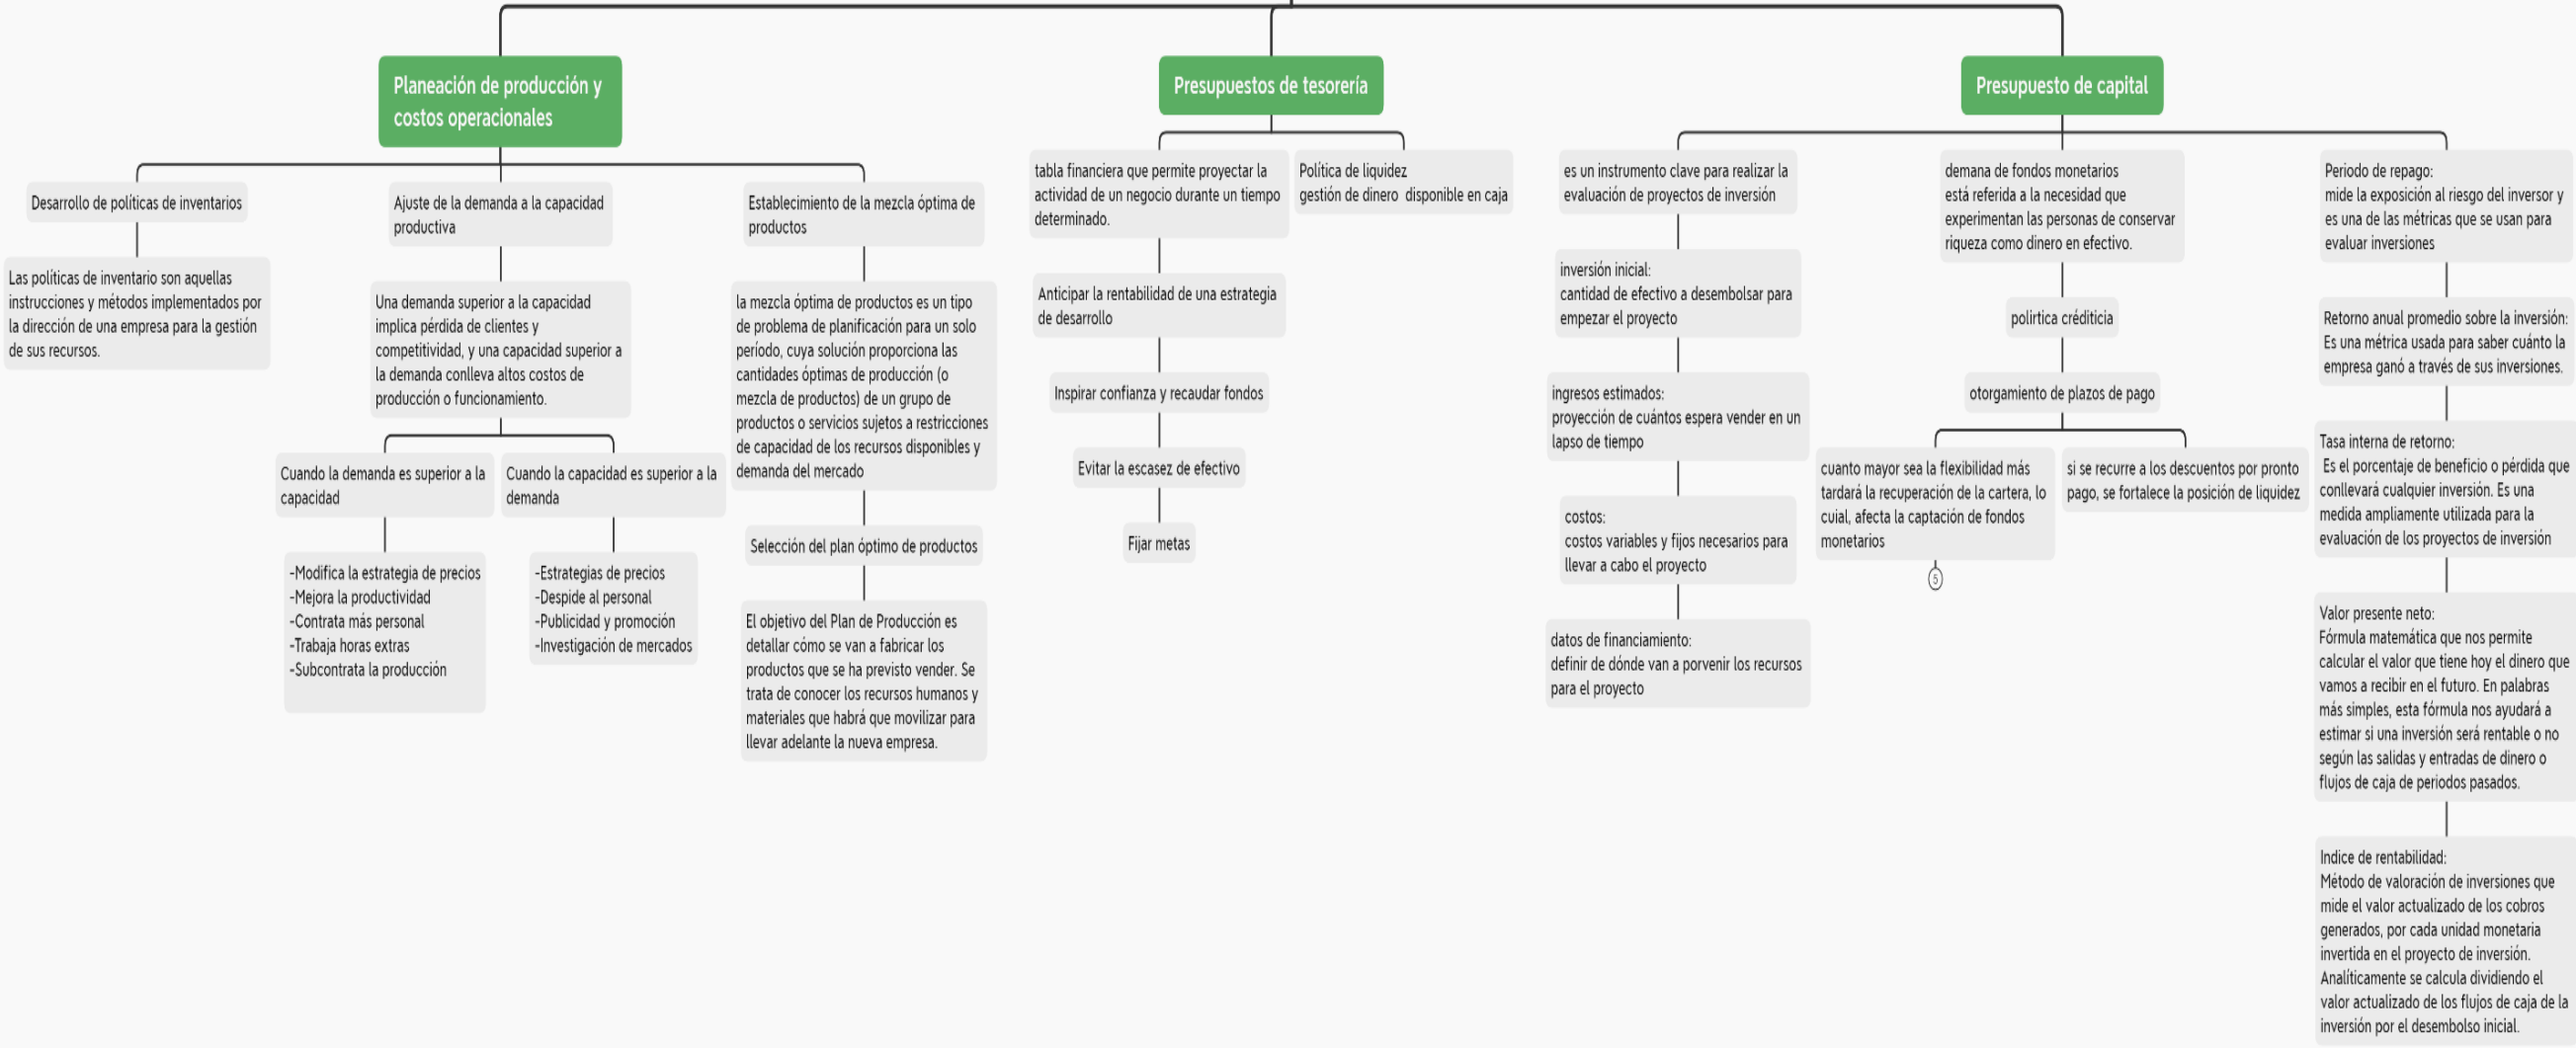 Planeación de producción y
costos operacionales
Desarrollo de políticas de inventarios
Las políticas de inventario son aquellas
instrucciones y métodos implementados por
la dirección de una empresa para la gestión
de sus recursos.
Ajuste de la demanda a la capacidad
productiva
Una demanda superior a la capacidad
implica pérdida de clientes y
competitividad, y una capacidad superior a
la demanda conlleva altos costos de
producción o funcionamiento.
Cuando la demanda es superior a la
capacidad
-Modifica la estrategia de precios
-Mejora la productividad
-Contrata más personal
-Trabaja horas extras
-Subcontrata la producción
Cuando la capacidad es superior a la
demanda
-Estrategias de precios
-Despide al personal
-Publicidad y promoción
-Investigación de mercados
Establecimiento de la mezcla óptima de
productos
la mezcla óptima de productos es un tipo
de problema de planificación para un solo
período, cuya solución proporciona las
cantidades óptimas de producción (o
mezcla de productos) de un grupo de
productos o servicios sujetos a restricciones
de capacidad de los recursos disponibles y
demanda del mercado
Selección del plan óptimo de productos
El objetivo del Plan de Producción es
detallar cómo se van a fabricar los
productos que se ha previsto vender. Se
trata de conocer los recursos humanos y
materiales que habrá que movilizar para
llevar adelante la nueva empresa.
Presupuestos de tesorería
tabla financiera que permite proyectar la
actividad de un negocio durante un tiempo
determinado.
Anticipar la rentabilidad de una estrategia
de desarrollo
Inspirar confianza y recaudar fondos
Evitar la escasez de efectivo
Fijar metas
Política de liquidez
gestión de dinero  disponible en caja
Presupuesto de capital
es un instrumento clave para realizar la
evaluación de proyectos de inversión
inversión inicial:
cantidad de efectivo a desembolsar para
empezar el proyecto
ingresos estimados:
proyección de cuántos espera vender en un
lapso de tiempo
costos:
costos variables y fijos necesarios para
llevar a cabo el proyecto
datos de financiamiento:
definir de dónde van a porvenir los recursos
para el proyecto
demana de fondos monetarios
está referida a la necesidad que
experimentan las personas de conservar
riqueza como dinero en efectivo.
polirtica créditicia
otorgamiento de plazos de pago
cuanto mayor sea la flexibilidad más
tardará la recuperación de la cartera, lo
cuial, afecta la captación de fondos
monetarios
5
si se recurre a los descuentos por pronto
pago, se fortalece la posición de liquidez
Periodo de repago:
mide la exposición al riesgo del inversor y
es una de las métricas que se usan para
evaluar inversiones
Retorno anual promedio sobre la inversión:
Es una métrica usada para saber cuánto la
empresa ganó a través de sus inversiones.
Tasa interna de retorno:
Es el porcentaje de beneficio o pérdida que
conllevará cualquier inversión. Es una
medida ampliamente utilizada para la
evaluación de los proyectos de inversión
Valor presente neto:
Fórmula matemática que nos permite
calcular el valor que tiene hoy el dinero que
vamos a recibir en el futuro. En palabras
más simples, esta fórmula nos ayudará a
estimar si una inversión será rentable o no
según las salidas y entradas de dinero o
flujos de caja de periodos pasados.
Indice de rentabilidad:
Método de valoración de inversiones que
mide el valor actualizado de los cobros
generados, por cada unidad monetaria
invertida en el proyecto de inversión.
Analíticamente se calcula dividiendo el
valor actualizado de los flujos de caja de la
inversión por el desembolso inicial.